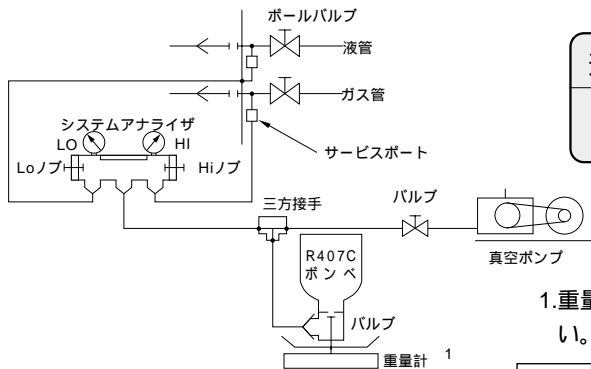 ボールバルブ
液管
ガス管
システムアナライザ
LO
HI
Loノブ
Hiノブ
サービスポート
三方接手
バルブ
R407C
ボンベ
真空ポンプ
バルブ
重量計
1
1.重量
い。